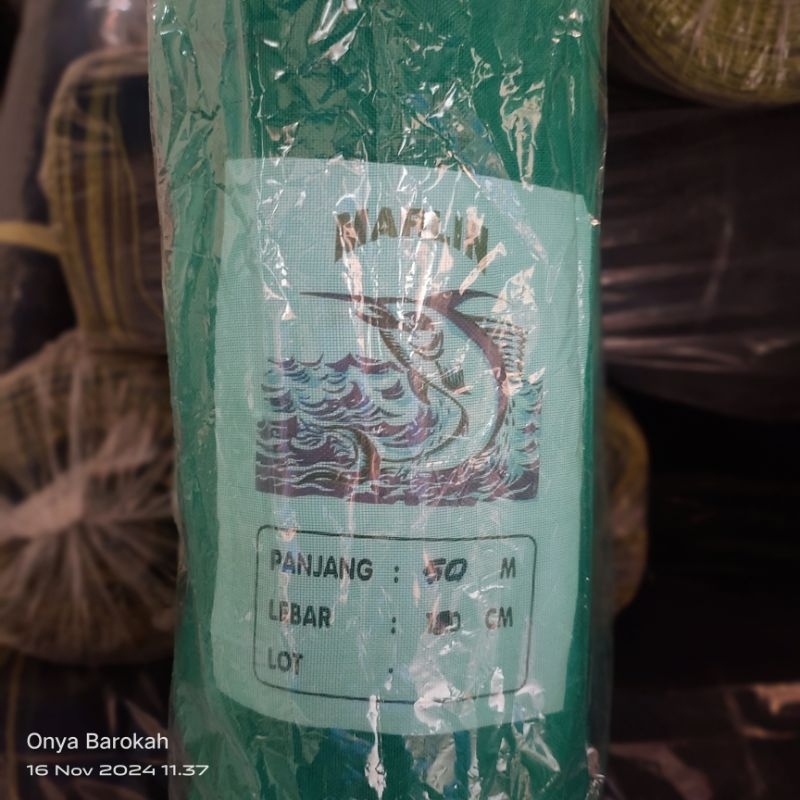 MARLIN
PANJANG : 50 M
LEBAR : CM
LOT :
Onya Barokah
16 Nov 2024 11.37